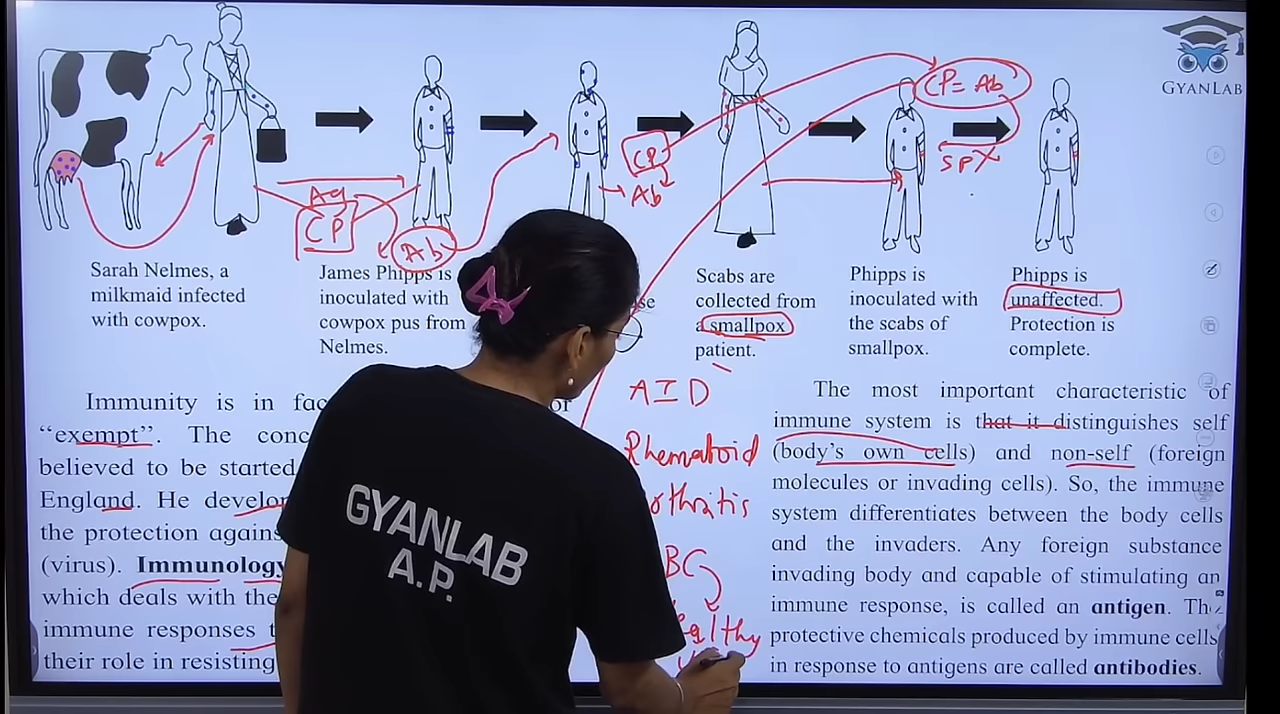 GYANLAB
CP = Ab
CP
SPX
Ag
Ab
CP
Ab
Sarah Nelmes, a
milkmaid infected
with cowpox.
James Phipps is
inoculated with
cowpox pus from
Nelmes.
Scabs are
collected from
a smallpox
patient.
Phipps is
inoculated with
the scabs of
smallpox.
Phipps is
unaffected.
Protection is
complete.
Immunity is in
"exempt". The
believed to be started
England. He
the protection
(virus). Immunology
which deals with the
immune responses
their role in resisting
AID
Rhematoid
BC
GYANLAB
A.P.
The most important characteristic of
immune system is that it distinguishes self
(body's own cells) and non-self (foreign
molecules or invading cells). So, the immune
system differentiates between the body cells
and the invaders. Any foreign substance
invading body and capable of stimulating an
immune response, is called an antigen. The
protective chemicals produced by immune cells
in response to antigens are called antibodies.